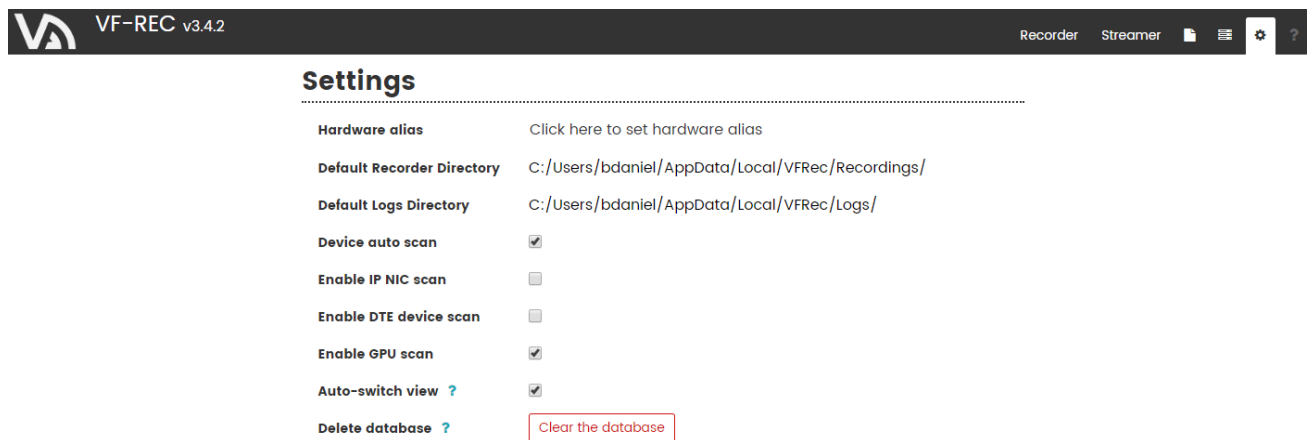 VF-REC v3.4.2
Recorder Streamer ?
Settings
Hardware alias Click here to set hardware alias
Default Recorder Directory C:/Users/bdaniel/AppData/Local/VFRec/Recordings/
Default Logs Directory C:/Users/bdaniel/AppData/Local/VFRec/Logs/
Device auto scan
Enable IP NIC scan
Enable DTE device scan
Enable GPU scan
Auto-switch view ?
Delete database ? Clear the database